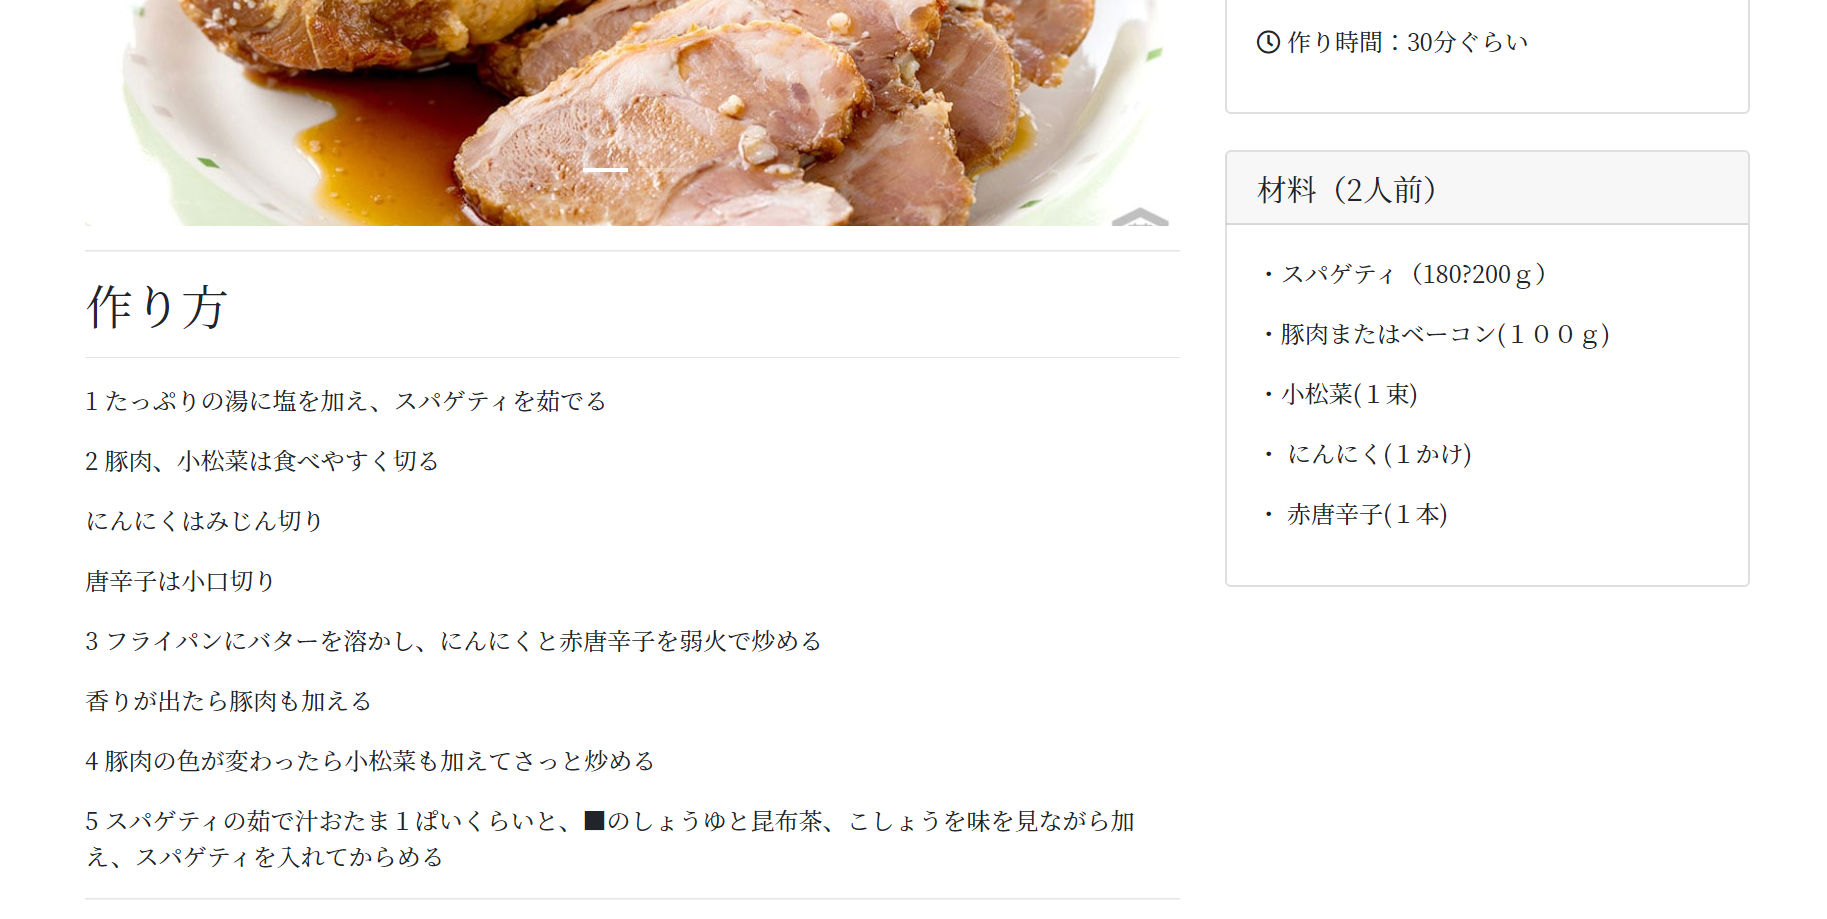 作り時間：30分ぐらい
材料（2人前）
・スパゲティ（180?200ｇ）
・豚肉またはベーコン(１００ｇ)
・小松菜(１束)
・ にんにく(１かけ)
・ 赤唐辛子(１本)
作り方
1 たっぷりの湯に塩を加え、スパゲティを茹でる
2 豚肉、小松菜は食べやすく切る
にんにくはみじん切り
唐辛子は小口切り
3 フライパンにバターを溶かし、にんにくと赤唐辛子を弱火で炒める
香りが出たら豚肉も加える
4 豚肉の色が変わったら小松菜も加えてさっと炒める
5 スパゲティの茹で汁おたま１ぱいくらいと、■のしょうゆと昆布茶、こしょうを味を見ながら加
え、スパゲティを入れてからめる